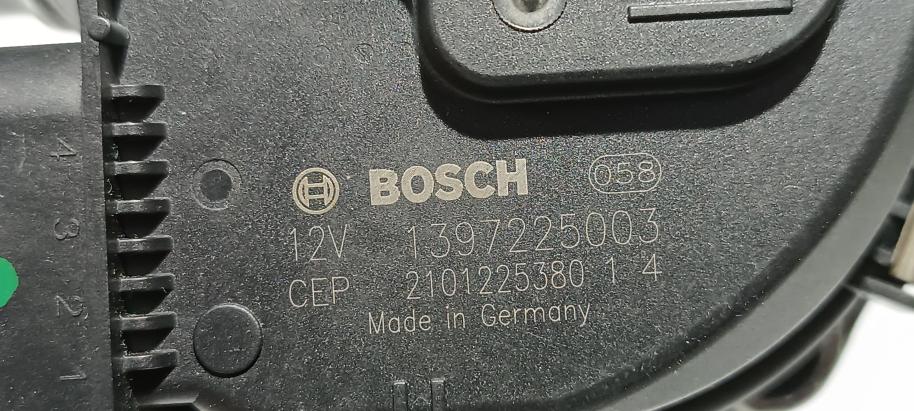 BOSCH 058
12V 1397225003
CEP 2101225380 1 4
Made in Germany
4
3
2
1